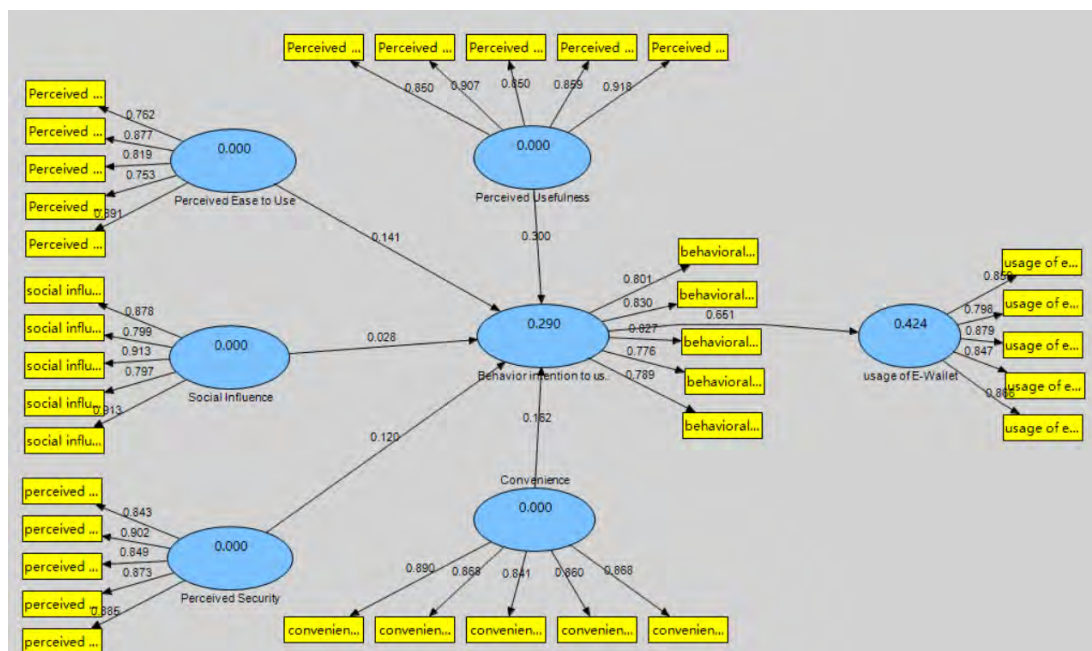 Perceived ...
Perceived ...
Perceived ...
Perceived ...
Perceived ...
0.850
0.907
0.850
0.859
0.918
0.000
Perceived Usefulness
0.300
Perceived ...
Perceived ...
Perceived ...
Perceived ...
Perceived ...
0.762
0.877
0.819
0.753
0.891
0.000
Perceived Ease to Use
0.141
social influ...
social influ...
social influ...
social influ...
social influ...
0.878
0.799
0.913
0.797
0.913
0.000
Social Influence
0.028
perceived ...
perceived ...
perceived ...
perceived ...
perceived ...
0.843
0.902
0.849
0.873
0.885
0.000
Perceived Security
0.120
0.290
Behavior intention to us..
0.801
0.830
0.827
0.776
0.789
behavioral...
behavioral...
behavioral...
behavioral...
behavioral...
0.651
0.424
usage of E-Wallet
0.798
0.879
0.847
usage of e...
usage of e...
usage of e...
usage of e...
usage of e...
0.162
Convenience
0.000
0.890
0.868
0.841
0.860
0.868
convenien...
convenien...
convenien...
convenien...
convenien...